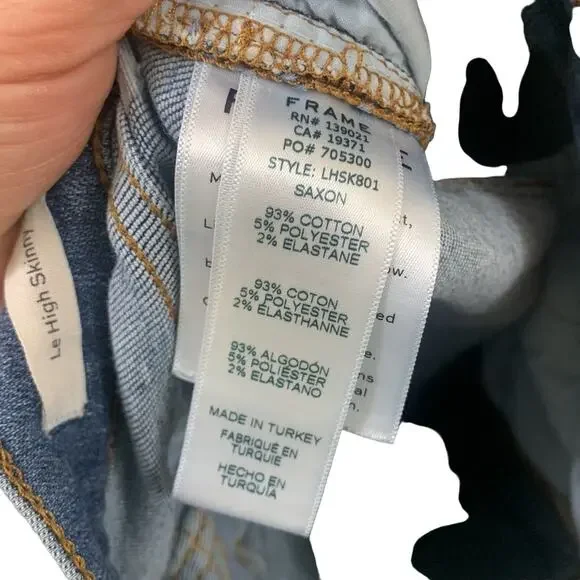 FRAME
RN# 139021
CA# 19371
PO# 705300
STYLE: LHSK801
SAXON
93% COTTON
5% POLYESTER
2% ELASTANE
93% COTON
5% POLYESTER
2% ELASTHANNE
93% ALGODÓN
5% POLIÉSTER
2% ELASTANO
MADE IN TURKEY
FABRIQUÉ EN
TURQUIE
HECHO EN
TURQUÍA
Le High Skinny